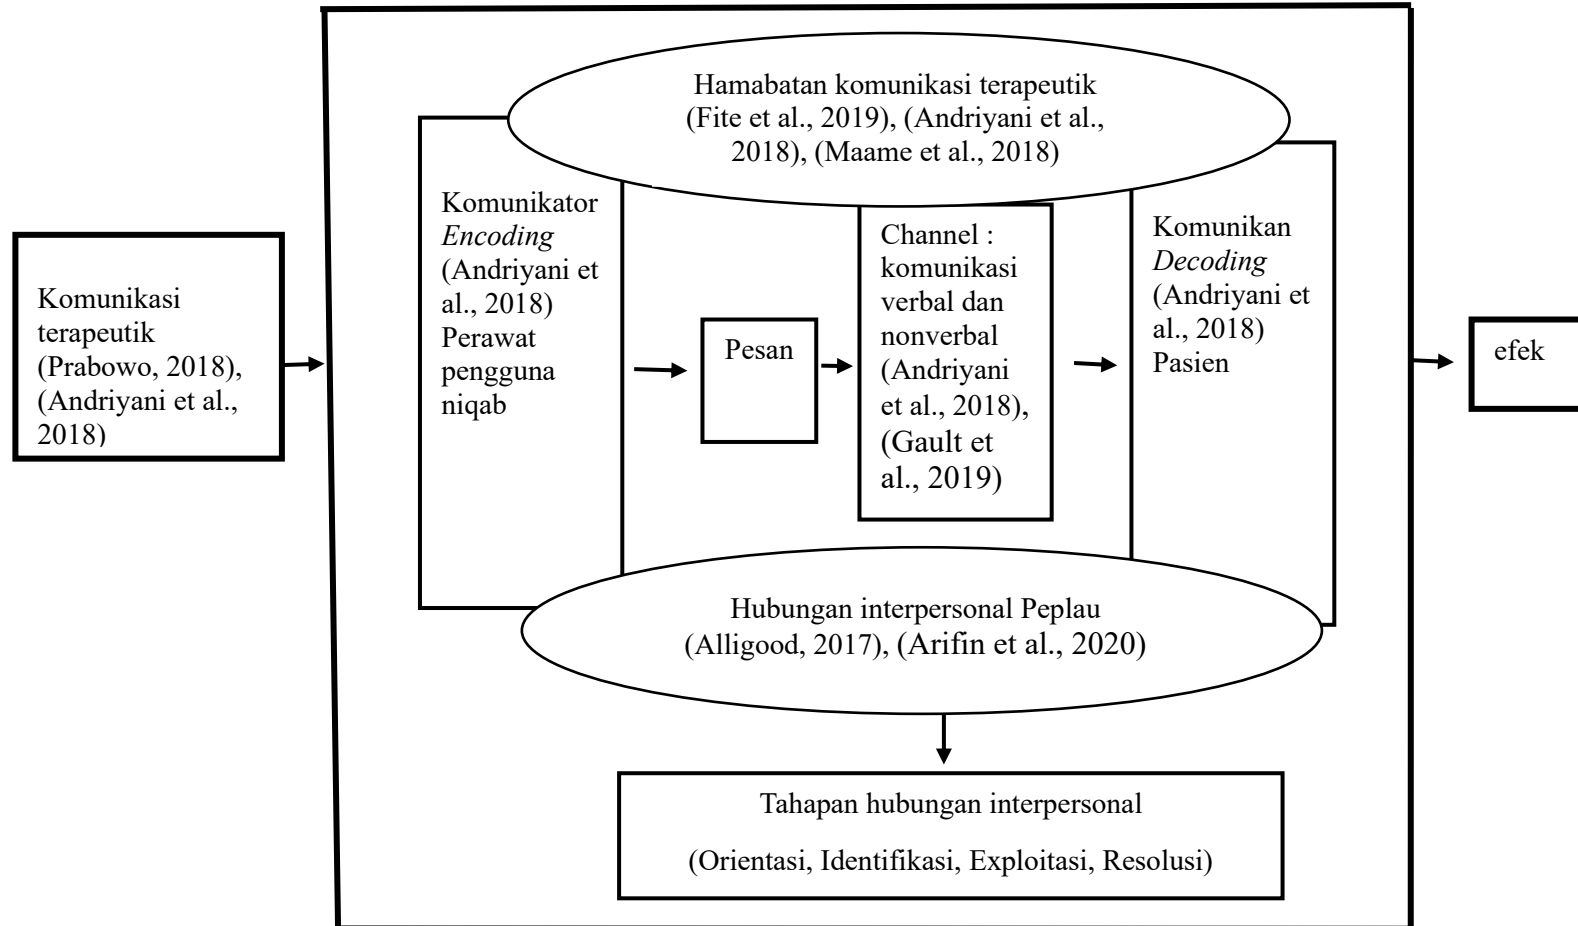 Hamabatan komunikasi terapeutik
(Fite et al., 2019), (Andriyani et al.,
2018), (Maame et al., 2018)
Komunikasi
terapeutik
(Prabowo, 2018),
(Andriyani et al.,
2018)
Komunikator
Encoding
(Andriyani et
al., 2018)
Perawat
pengguna
niqab
Pesan
Channel :
komunikasi
verbal dan
nonverbal
(Andriyani
et al., 2018),
(Gault et
al., 2019)
Komunikan
Decoding
(Andriyani et
al., 2018)
Pasien
efek
Hubungan interpersonal Peplau
(Alligood, 2017), (Arifin et al., 2020)
Tahapan hubungan interpersonal
(Orientasi, Identifikasi, Exploitasi, Resolusi)